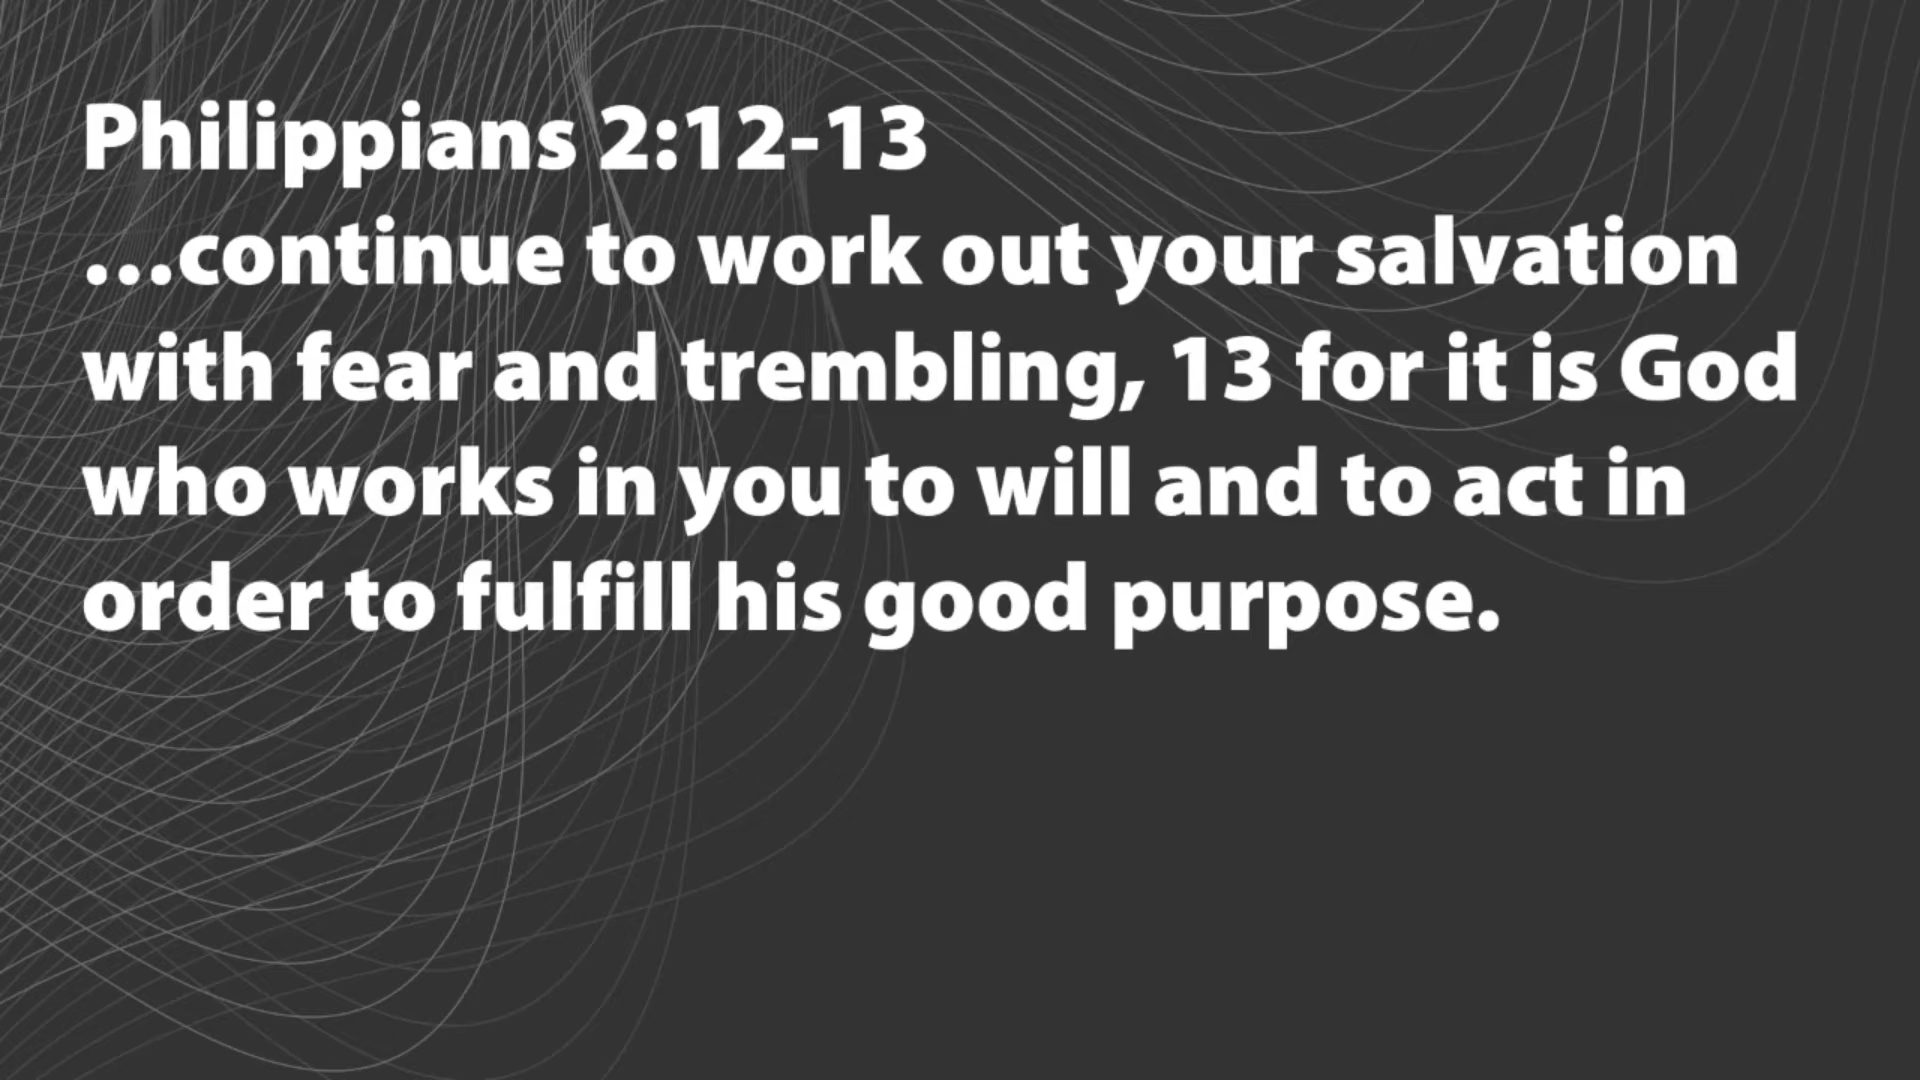 Philippians 2:12-13
...continue to work out your salvation
with fear and trembling, 13 for it is God
who works in you to will and to act in
order to fulfill his good purpose.